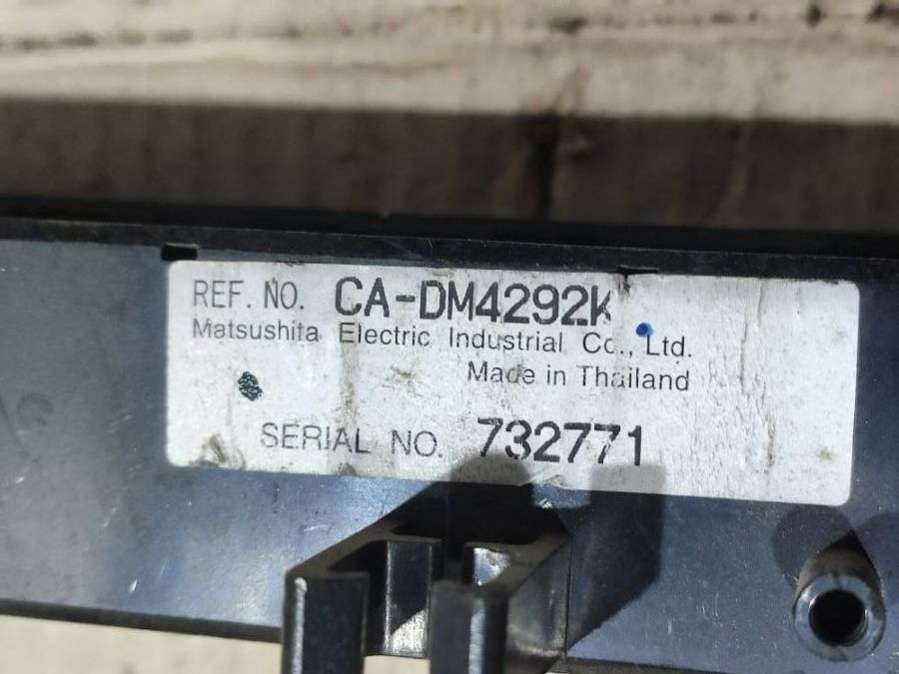 REF. NO. CA-DM4292K
Matsushita Electric Industrial Co., Ltd.
Made in Thailand
SERIAL NO. 732771